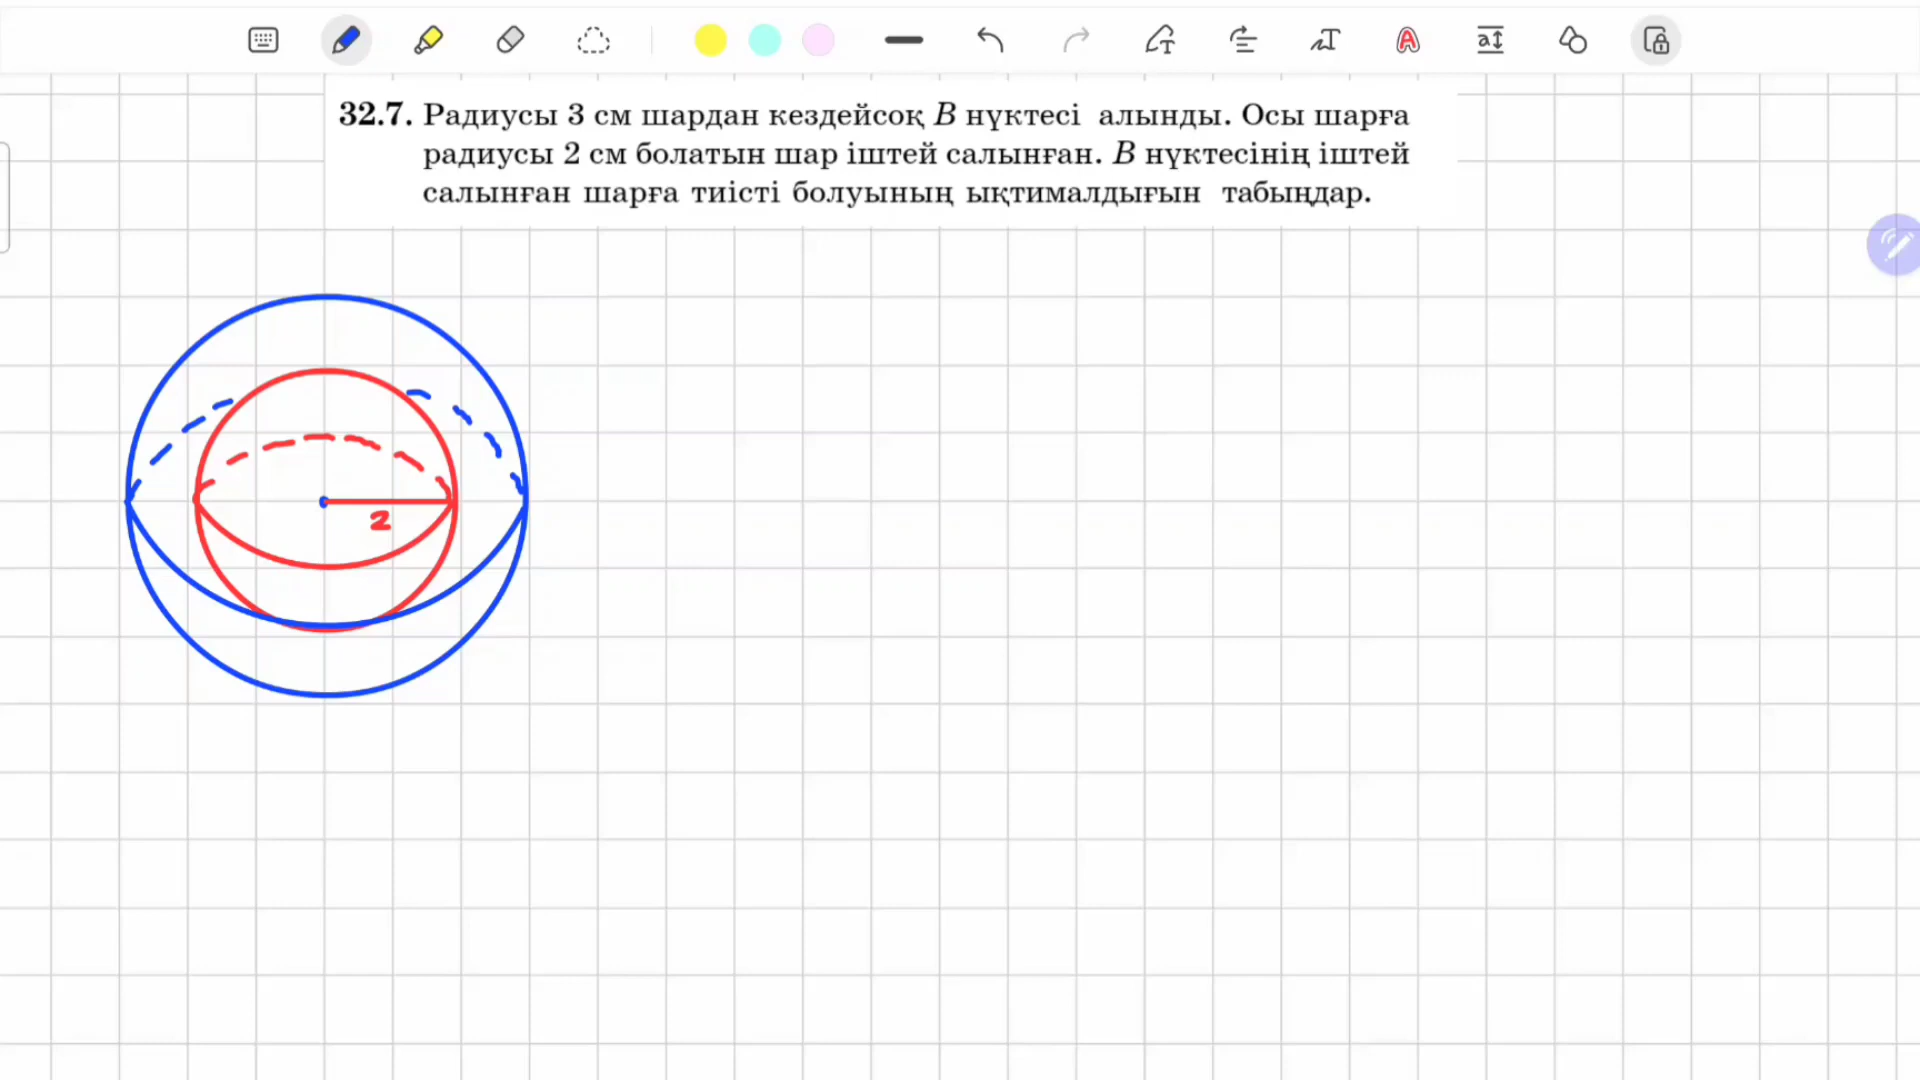 32.7. Радиусы 3 см шардан кездейсоқ B нүктесі алынды. Осы шарға
радиусы 2 см болатын шар іштей салынған. B нүктесінің іштей
салынған шарға тиісті болуының ықтималдығын табыңдар.
2